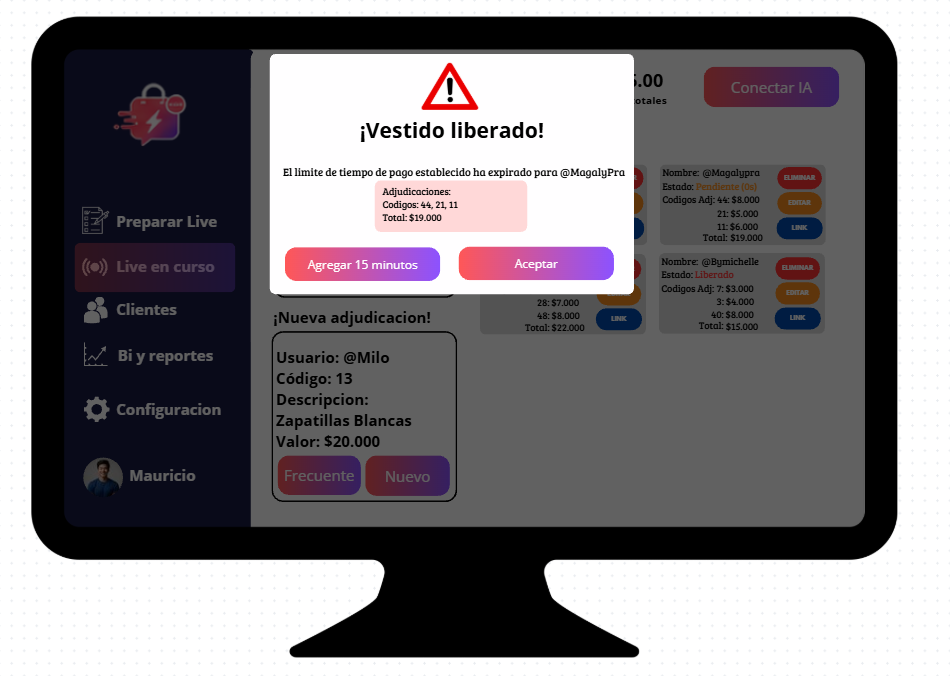 Preparar Live
Live en curso
Clientes
Bi y reportes
Configuracion
Mauricio
¡Vestido liberado!
El limite de tiempo de pago establecido ha expirado para @MagalyPra
Adjudicaciones:
Codigos: 44, 21, 11
Total: $19.000
Agregar 15 minutos
Aceptar
5.00
totales
Conectar IA
¡Nueva adjudicacion!
Usuario: @Milo
Código: 13
Descripcion:
Zapatillas Blancas
Valor: $20.000
Frecuente
Nuevo
28: $7.000
48: $8.000
Total: $22.000
EDITAR
LINK
Nombre: @Magalypra
Estado: Pendiente (0s)
Codigos Adj: 44: $8.000
21: $5.000
11: $6.000
Total: $19.000
ELIMINAR
EDITAR
LINK
Nombre: @Bymichelle
Estado: Liberado
Codigos Adj: 7: $3.000
3: $4.000
40: $8.000
Total: $15.000
ELIMINAR
EDITAR
LINK